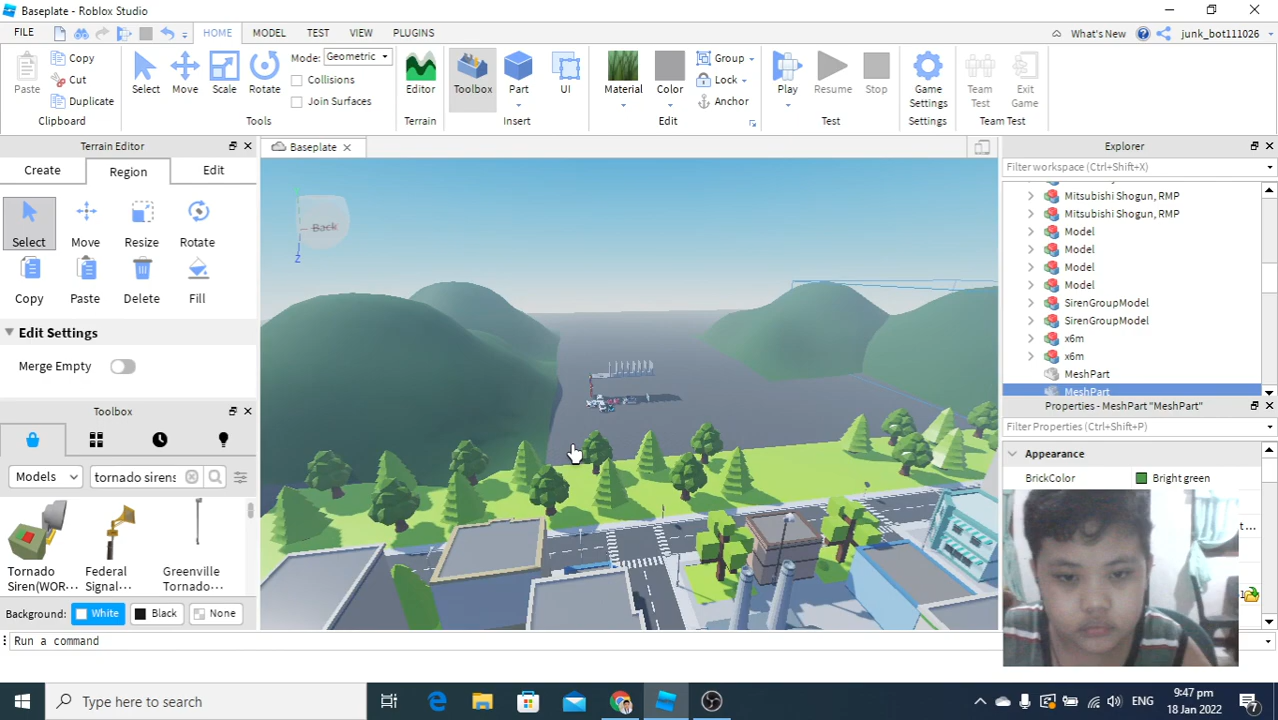 Baseplate - Roblox Studio
FILE HOME MODEL TEST VIEW PLUGINS What's New junk_bot111026
Paste Copy Cut Duplicate Clipboard
Select Move Scale Rotate Mode: Geometric Collisions Join Surfaces Tools
Editor Terrain
Toolbox Part UI Insert
Material Color Group Lock Anchor Edit
Play Resume Stop Test
Game Settings Settings
Team Test Exit Game Team Test
Terrain Editor
Create Region Edit
Select Move Resize Rotate
Copy Paste Delete Fill
Edit Settings
Merge Empty
Toolbox
Models tornado sirens
Tornado Siren(WOR...
Federal Signal...
Greenville Tornado...
Background: White Black None
Baseplate
Back
Z
Explorer
Filter workspace (Ctrl+Shift+X)
Mitsubishi Shogun, RMP
Mitsubishi Shogun, RMP
Model
Model
Model
Model
SirenGroupModel
SirenGroupModel
x6m
x6m
MeshPart
MeshPart
Properties - MeshPart "MeshPart"
Filter Properties (Ctrl+Shift+P)
Appearance
BrickColor Bright green
Run a command
Type here to search
ENG
9:47 pm
18 Jan 2022
7